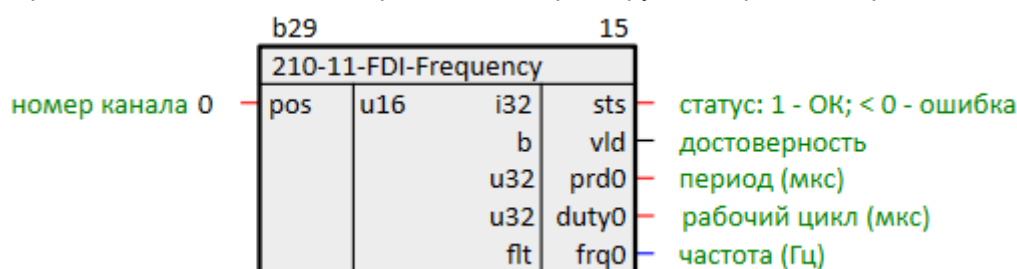 b29 15
210-11-FDI-Frequency
номер канала 0 pos u16 i32 sts статус: 1 - ОК; < 0 - ошибка
b vld достоверность
u32 prd0 период (мкс)
u32 duty0 рабочий цикл (мкс)
flt frq0 частота (Гц)